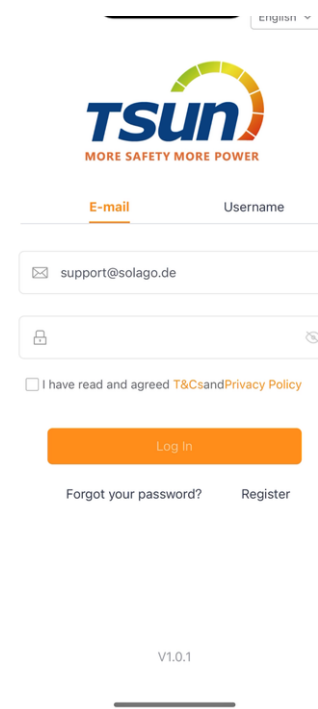 English
TSUN
MORE SAFETY MORE POWER
E-mail Username
support@solago.de
I have read and agreed T&CsandPrivacy Policy
Log In
Forgot your password? Register
V1.0.1